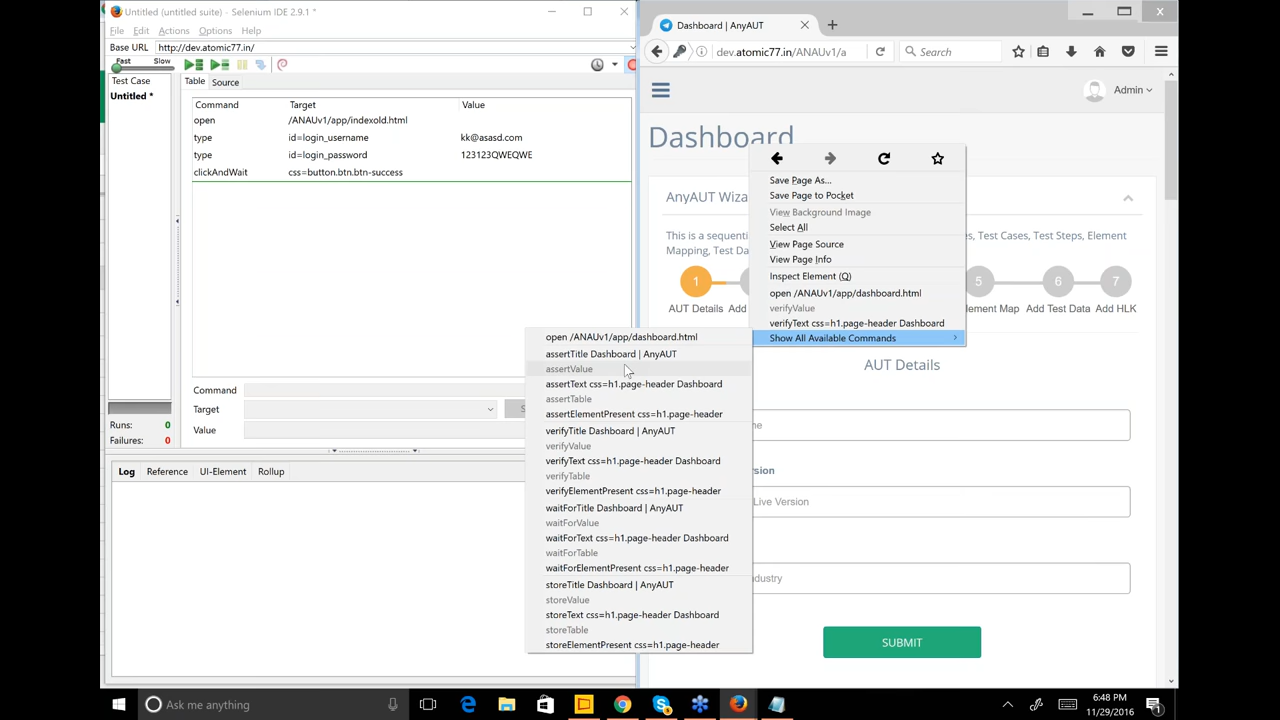 Untitled (untitled suite) - Selenium IDE 2.9.1 *
File Edit Actions Options Help
Base URL http://dev.atomic77.in/
Fast Slow
Test Case
Untitled *
Table Source
Command Target Value
open /ANAUv1/app/indexold.html
type id=login_username kk@asasd.com
type id=login_password 123123QWEQWE
clickAndWait css=button.btn.btn-success
Command
Target
Value
Runs: 0
Failures: 0
Log Reference UI-Element Rollup
Dashboard | AnyAUT
dev.atomic77.in/ANAUv1/a
Search
Admin
Dashboard
AnyAUT Wiza
This is a sequenti
Mapping, Test Da
s, Test Cases, Test Steps, Element
1 5 6 7
AUT Details Add
lement Map Add Test Data Add HLK
AUT Details
me
rsion
Live Version
dustry
SUBMIT
Save Page As...
Save Page to Pocket
View Background Image
Select All
View Page Source
View Page Info
Inspect Element (Q)
open /ANAUv1/app/dashboard.html
verifyValue
verifyText css=h1.page-header Dashboard
Show All Available Commands
open /ANAUv1/app/dashboard.html
assertTitle Dashboard | AnyAUT
assertValue
assertText css=h1.page-header Dashboard
assertTable
assertElementPresent css=h1.page-header
verifyTitle Dashboard | AnyAUT
verifyValue
verifyText css=h1.page-header Dashboard
verifyTable
verifyElementPresent css=h1.page-header
waitForTitle Dashboard | AnyAUT
waitForValue
waitForText css=h1.page-header Dashboard
waitForTable
waitForElementPresent css=h1.page-header
storeTitle Dashboard | AnyAUT
storeValue
storeText css=h1.page-header Dashboard
storeTable
storeElementPresent css=h1.page-header
Ask me anything
6:48 PM
11/29/2016